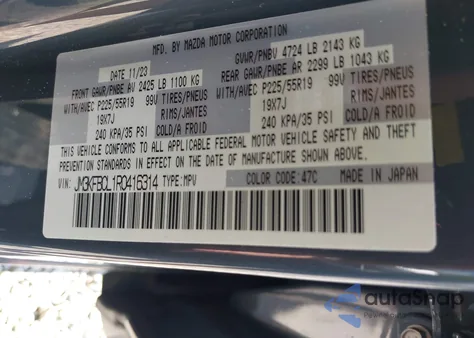 MFD. BY MAZDA MOTOR CORPORATION
DATE 11/23 GVWR/PNBV 4724 LB 2143 KG
FRONT GAWR/PNBE AV 2425 LB 1100 KG REAR GAWR/PNBE AR 2299 LB 1043 KG
WITH/AVEC P225/55R19 99V TIRES/PNEUS WITH/AVEC P225/55R19 99V TIRES/PNEUS
19X7J RIMS/JANTES 19X7J RIMS/JANTES
240 KPA/35 PSI COLD/A FROID 240 KPA/35 PSI COLD/A FROID
THIS VEHICLE CONFORMS TO ALL APPLICABLE FEDERAL MOTOR VEHICLE SAFETY AND THEFT
PREVENTION STANDARDS IN EFFECT ON THE DATE OF MANUFACTURE SHOWN ABOVE.
VIN: JM3KFBCL1R0416314 TYPE:MPV COLOR CODE:47C MADE IN JAPAN
autoSnap